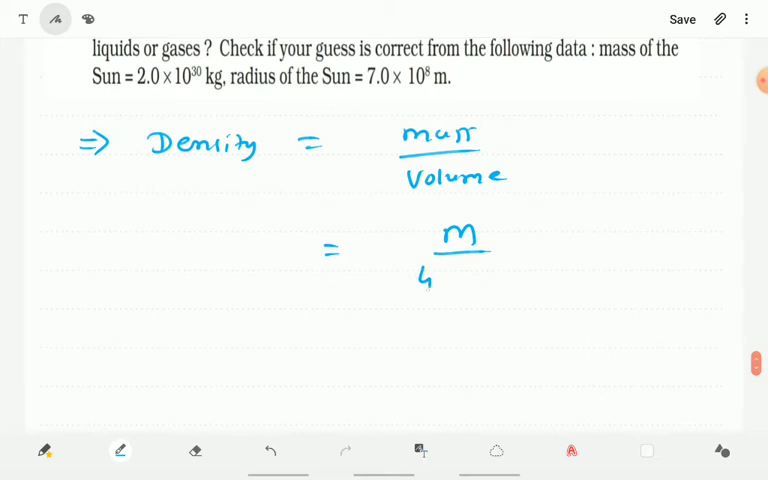 T Save
liquids or gases ? Check if your guess is correct from the following data : mass of the
Sun = 2.0 × 10³⁰ kg, radius of the Sun = 7.0 × 10⁸ m.
⇒ Density = mass
volume
= m
4